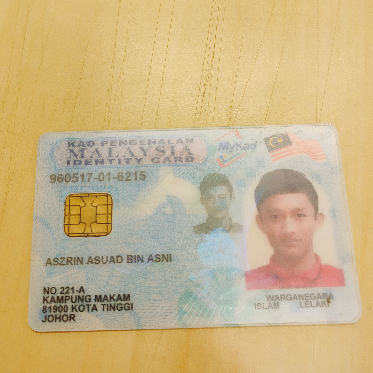 KAD PENGENALAN
MALAYSIA
IDENTITY CARD
MyKad
960517-01-6215
ASZRIN ASUAD BIN ASNI
NO 221-A
KAMPUNG MAKAM
81900 KOTA TINGGI
JOHOR
WARGANEGARA
ISLAM LELAKI